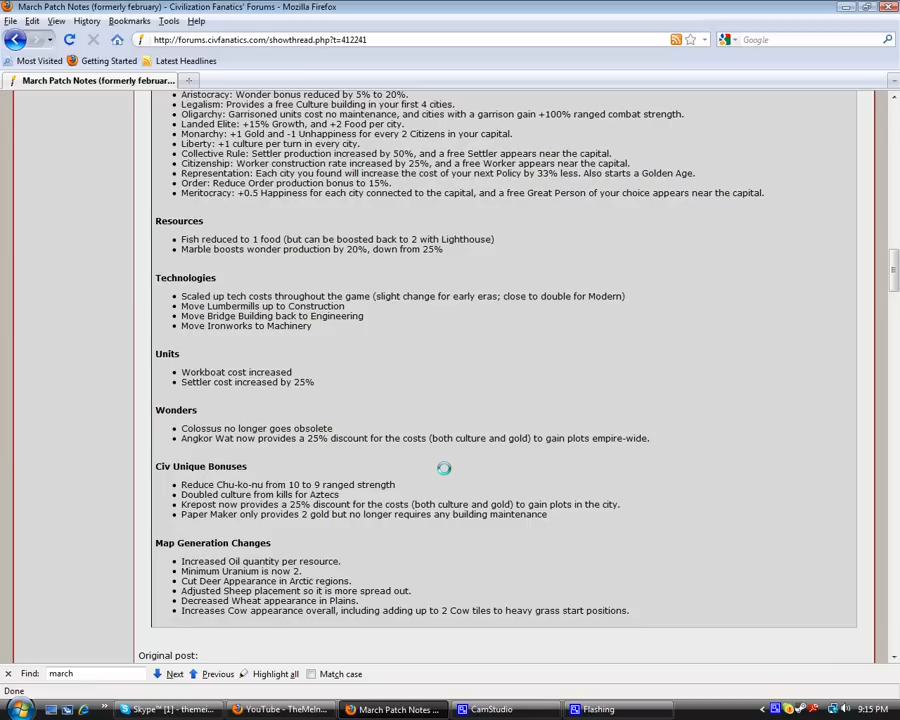 March Patch Notes (formerly february) - Civilization Fanatics' Forums - Mozilla Firefox
File Edit View History Bookmarks Tools Help
http://forums.civfanatics.com/showthread.php?t=412241
Google
Most Visited Getting Started Latest Headlines
March Patch Notes (formerly februar...
Aristocracy: Wonder bonus reduced by 5% to 20%.
Legalism: Provides a free Culture building in your first 4 cities.
Oligarchy: Garrisoned units cost no maintenance, and cities with a garrison gain +100% ranged combat strength.
Landed Elite: +15% Growth, and +2 Food per city.
Monarchy: +1 Gold and -1 Unhappiness for every 2 Citizens in your capital.
Liberty: +1 culture per turn in every city.
Collective Rule: Settler production increased by 50%, and a free Settler appears near the capital.
Citizenship: Worker construction rate increased by 25%, and a free Worker appears near the capital.
Representation: Each city you found will increase the cost of your next Policy by 33% less. Also starts a Golden Age.
Order: Reduce Order production bonus to 15%.
Meritocracy: +0.5 Happiness for each city connected to the capital, and a free Great Person of your choice appears near the capital.
Resources
Fish reduced to 1 food (but can be boosted back to 2 with Lighthouse)
Marble boosts wonder production by 20%, down from 25%
Technologies
Scaled up tech costs throughout the game (slight change for early eras; close to double for Modern)
Move Lumbermills up to Construction
Move Bridge Building back to Engineering
Move Ironworks to Machinery
Units
Workboat cost increased
Settler cost increased by 25%
Wonders
Colossus no longer goes obsolete
Angkor Wat now provides a 25% discount for the costs (both culture and gold) to gain plots empire-wide.
Civ Unique Bonuses
Reduce Chu-ko-nu from 10 to 9 ranged strength
Doubled culture from kills for Aztecs
Krepost now provides a 25% discount for the costs (both culture and gold) to gain plots in the city.
Paper Maker only provides 2 gold but no longer requires any building maintenance
Map Generation Changes
Increased Oil quantity per resource.
Minimum Uranium is now 2.
Cut Deer Appearance in Arctic regions.
Adjusted Sheep placement so it is more spread out.
Decreased Wheat appearance in Plains.
Increases Cow appearance overall, including adding up to 2 Cow tiles to heavy grass start positions.
Original post:
Find: march Next Previous Highlight all Match case
Done
Skype™ [1] - themei... YouTube - TheMeIn... March Patch Notes ... CamStudio Flashing 9:15 PM